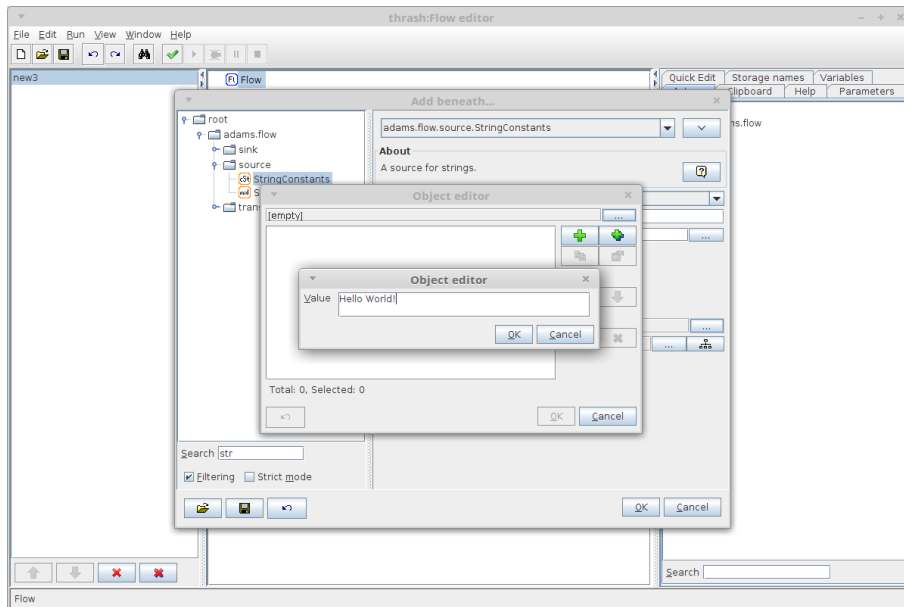 thrash:Flow editor
File Edit Run View Window Help
new3
Flow
Quick Edit Storage names Variables
Clipboard Help Parameters
Add beneath...
root
adams.flow
sink
source
StringConstants
adams.flow.source.StringConstants
About
A source for strings.
Object editor
[empty]
...
Object editor
Value Hello World!
OK Cancel
Total: 0, Selected: 0
OK Cancel
...
...
...
Search str
Filtering Strict mode
OK Cancel
Search
Flow